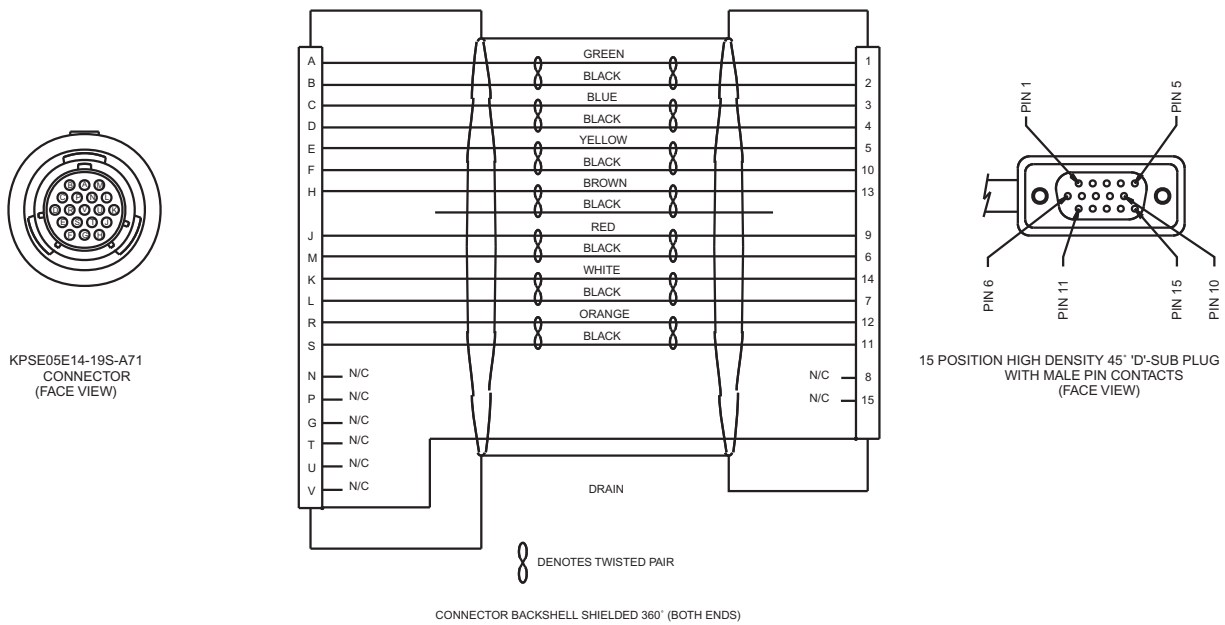 A GREEN 1
B BLACK 2
C BLUE 3
D BLACK 4
E YELLOW 5
F BLACK 10
H BROWN 13
BLACK
J RED 9
M BLACK 6
K WHITE 14
L BLACK 7
R ORANGE 12
S BLACK 11
N N/C N/C 8
P N/C N/C 15
G N/C
T N/C
U N/C
V N/C
DRAIN
DENOTES TWISTED PAIR
CONNECTOR BACKSHELL SHIELDED 360° (BOTH ENDS)
B A M
C P N L
D R V U K
E S T J
F G H
KPSE05E14-19S-A71
CONNECTOR
(FACE VIEW)
PIN 1
PIN 5
PIN 6
PIN 11
PIN 15
PIN 10
15 POSITION HIGH DENSITY 45° 'D'-SUB PLUG
WITH MALE PIN CONTACTS
(FACE VIEW)